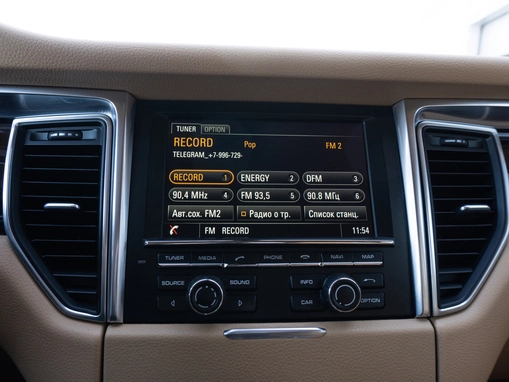 TUNER OPTION
RECORD Pop FM 2
TELEGRAM_+7-996-729-
RECORD 1 ENERGY 2 DFM 3
90,4 MHz 4 FM 93,5 5 90.8 МГц 6
Авт.сох. FM2 Радио о тр. Список станц.
FM RECORD 11:54
TUNER MEDIA PHONE NAVI MAP
SOURCE SOUND INFO
CAR OPTION